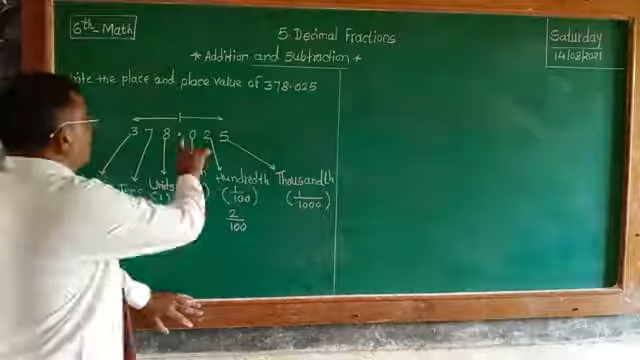 6th-Math
5. Decimal Fractions
Saturday
14/08/2021
* Addition and Subtraction *
the place and place value of 378.025
3 7 8 . 0 2 5
Units Hundredth Thousandth
(1/100) (1/1000)
2/100